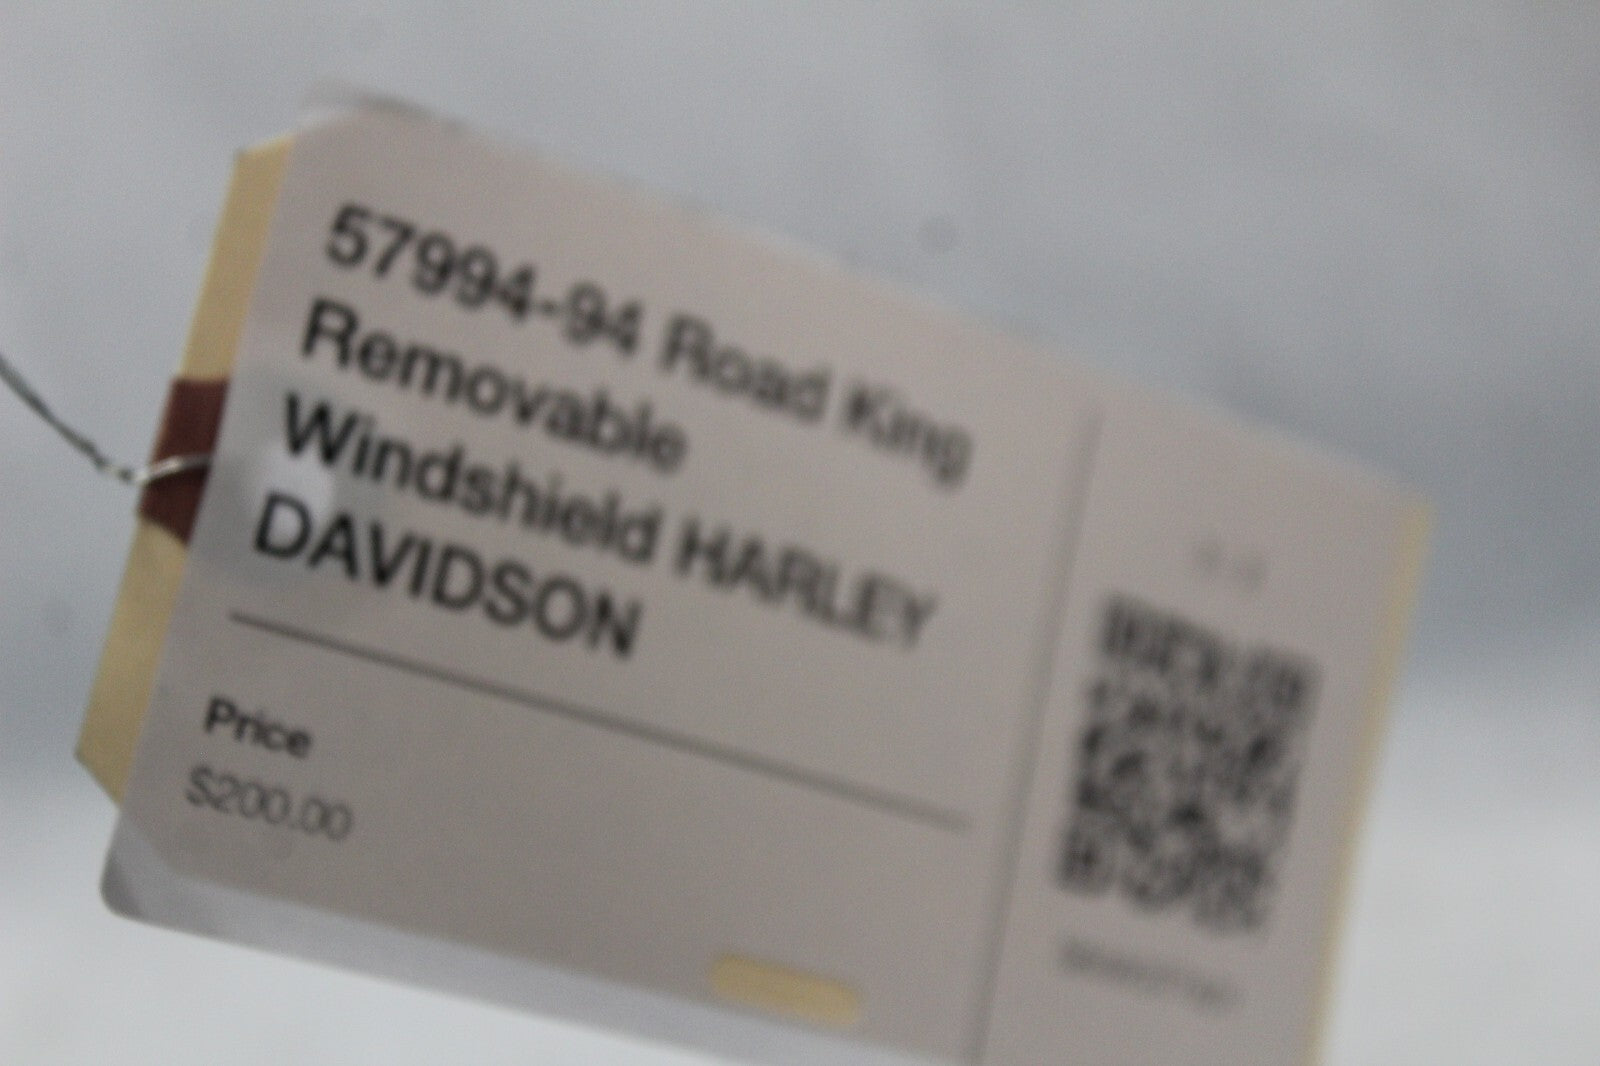 57994-94 Road King
Removable
Windshield HARLEY
DAVIDSON
Price
$200.00